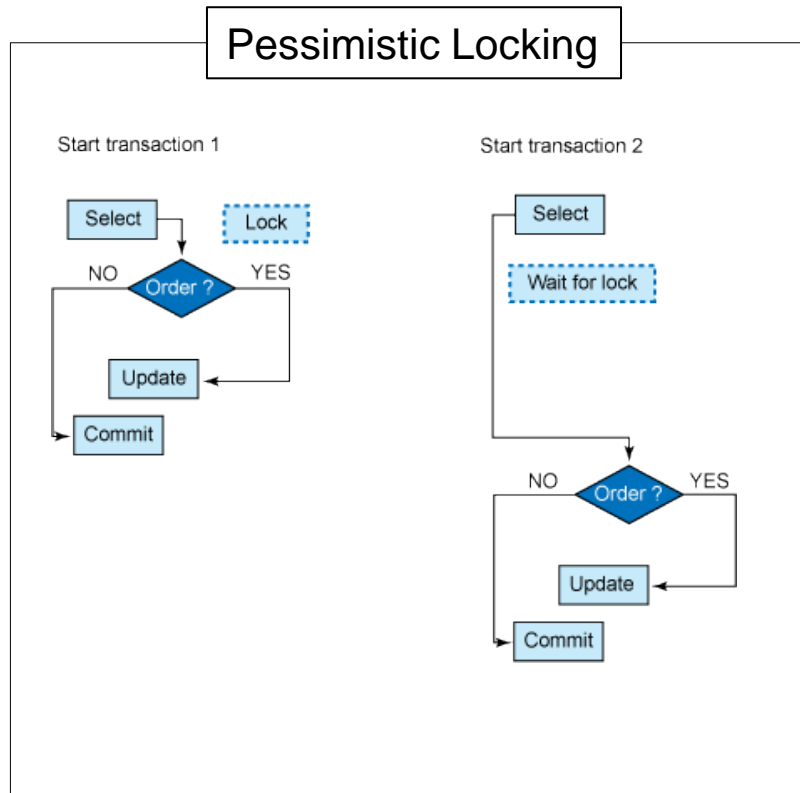 Pessimistic Locking
Start transaction 1
Select
Lock
NO
YES
Order ?
Update
Commit
Start transaction 2
Select
Wait for lock
NO
YES
Order ?
Update
Commit